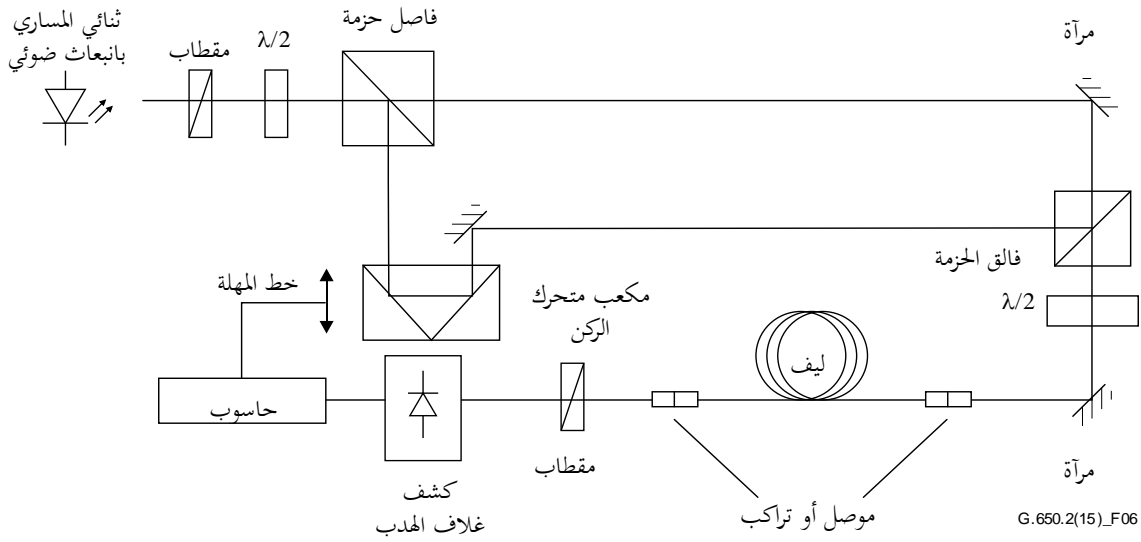 ثنائي المساري
بانبعاث ضوئي
مقطاب
λ/2
فاصل حزمة
مرآة
فالق الحزمة
λ/2
خط المهلة
مكعب متحرك
الركن
ليف
حاسوب
كشف
غلاف الهدب
مقطاب
موصل أو تراكب
مرآة
G.650.2(15)_F06